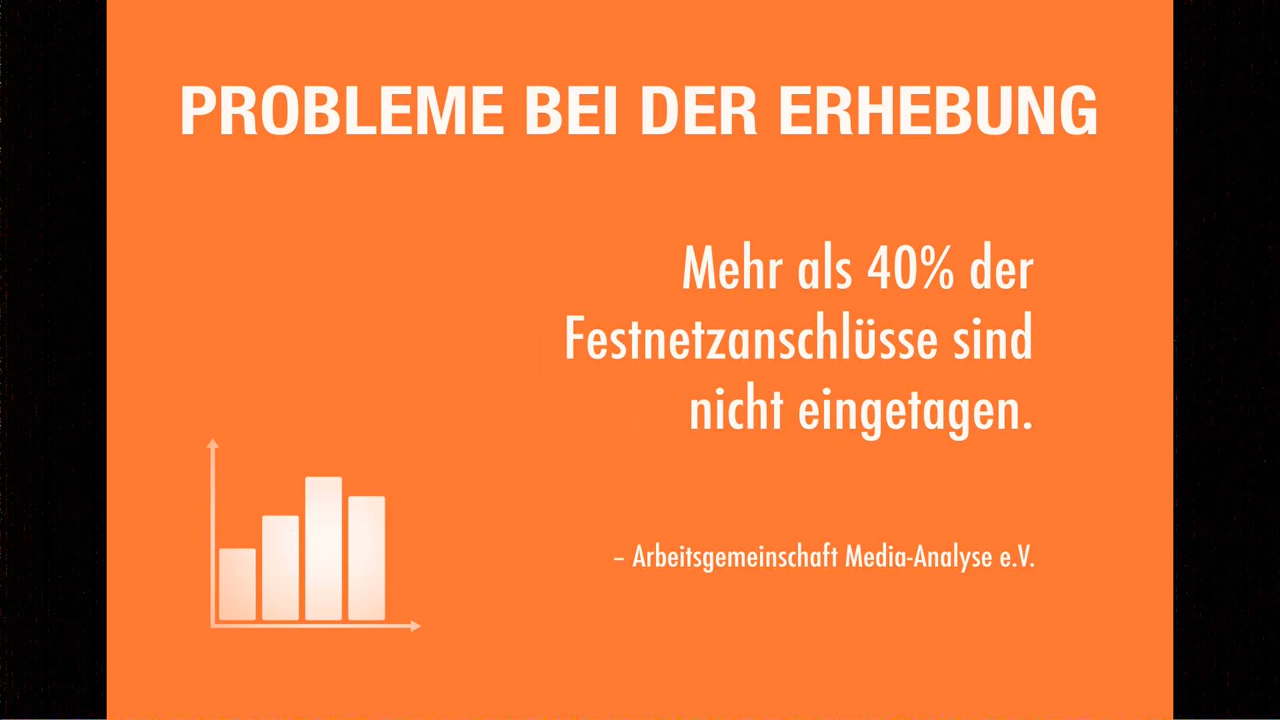 PROBLEME BEI DER ERHEBUNG
Mehr als 40% der
Festnetzanschlüsse sind
nicht eingetagen.
– Arbeitsgemeinschaft Media-Analyse e.V.